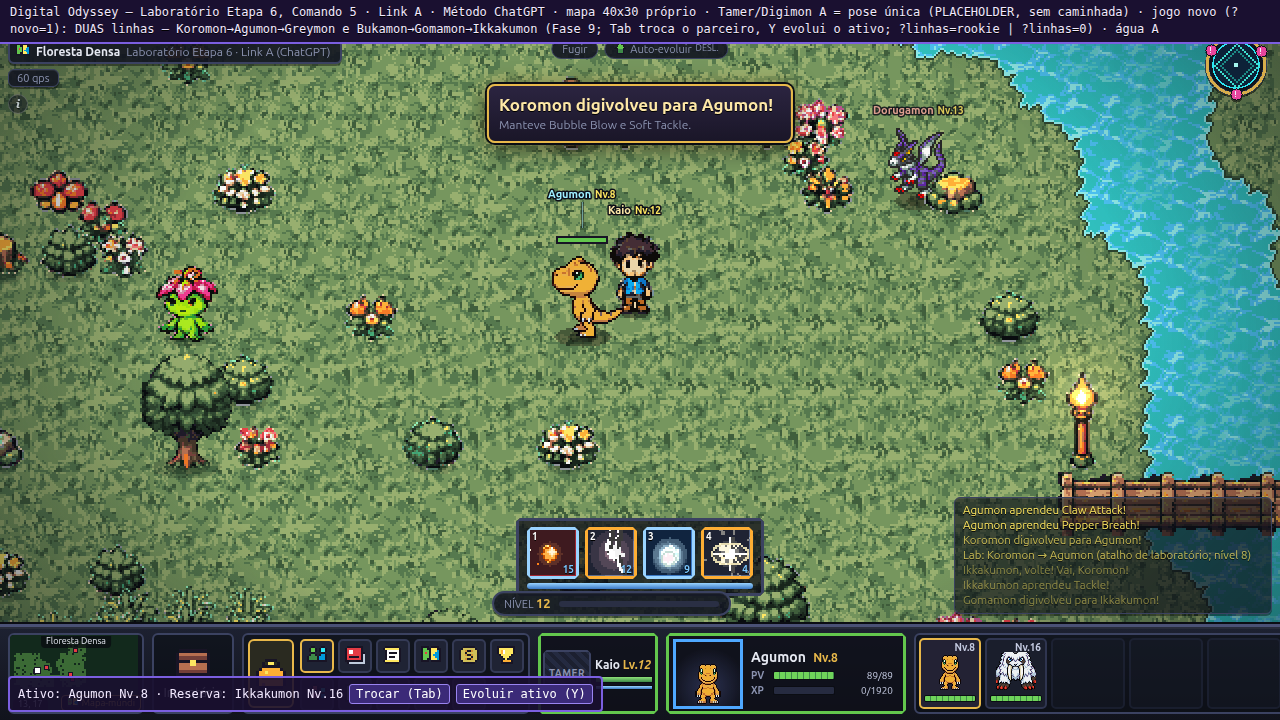 Digital Odyssey — Laboratório Etapa 6, Comando 5 · Link A · Método ChatGPT · mapa 40x30 próprio · Tamer/Digimon A = pose única (PLACEHOLDER, sem caminhada) · jogo novo (?
novo=1): DUAS linhas — Koromon→Agumon→Greymon e Bukamon→Gomamon→Ikkakumon (Fase 9; Tab troca o parceiro, Y evolui o ativo; ?linhas=rookie | ?linhas=0) · água A
Floresta Densa Laboratório Etapa 6 · Link A (ChatGPT)
Fugir
Auto-evoluir DESL.
60 qps
i
Koromon digivolveu para Agumon!
Manteve Bubble Blow e Soft Tackle.
Dorugamon Nv.13
Agumon Nv.8
Kaio Nv.12
Agumon aprendeu Claw Attack!
Agumon aprendeu Pepper Breath!
Koromon digivolveu para Agumon!
Lab: Koromon → Agumon (atalho de laboratório; nível 8)
Ikkakumon, volte! Vai, Koromon!
Ikkakumon aprendeu Tackle!
Gomamon digivolveu para Ikkakumon!
1 15
2 12
3 9
4 4
NÍVEL 12
Floresta Densa
TAMER
Kaio Lv.12
Agumon Nv.8
PV 89/89
XP 0/1920
Nv.8
Nv.16
Ativo: Agumon Nv.8 · Reserva: Ikkakumon Nv.16 Trocar (Tab) Evoluir ativo (Y)